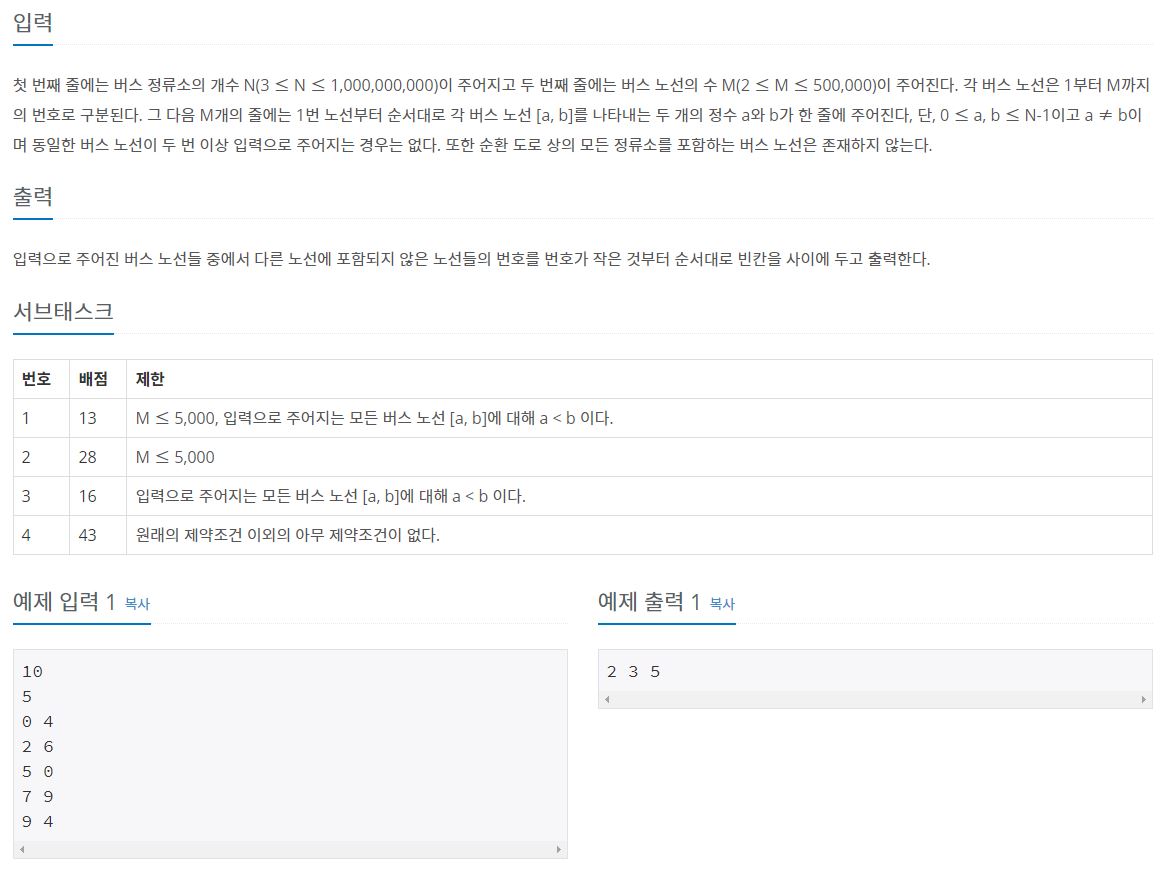 입력
첫 번째 줄에는 버스 정류소의 개수 N(3 ≤ N ≤ 1,000,000,000)이 주어지고 두 번째 줄에는 버스 노선의 수 M(2 ≤ M ≤ 500,000)이 주어진다. 각 버스 노선은 1부터 M까지
의 번호로 구분된다. 그 다음 M개의 줄에는 1번 노선부터 순서대로 각 버스 노선 [a, b]를 나타내는 두 개의 정수 a와 b가 한 줄에 주어진다, 단, 0 ≤ a, b ≤ N-1이고 a ≠ b이
며 동일한 버스 노선이 두 번 이상 입력으로 주어지는 경우는 없다. 또한 순환 도로 상의 모든 정류소를 포함하는 버스 노선은 존재하지 않는다.
출력
입력으로 주어진 버스 노선들 중에서 다른 노선에 포함되지 않은 노선들의 번호를 번호가 작은 것부터 순서대로 빈칸을 사이에 두고 출력한다.
서브태스크
번호 배점 제한
1 13 M ≤ 5,000, 입력으로 주어지는 모든 버스 노선 [a, b]에 대해 a < b 이다.
2 28 M ≤ 5,000
3 16 입력으로 주어지는 모든 버스 노선 [a, b]에 대해 a < b 이다.
4 43 원래의 제약조건 이외의 아무 제약조건이 없다.
예제 입력 1 복사
10
5
0 4
2 6
5 0
7 9
9 4
예제 출력 1 복사
2 3 5